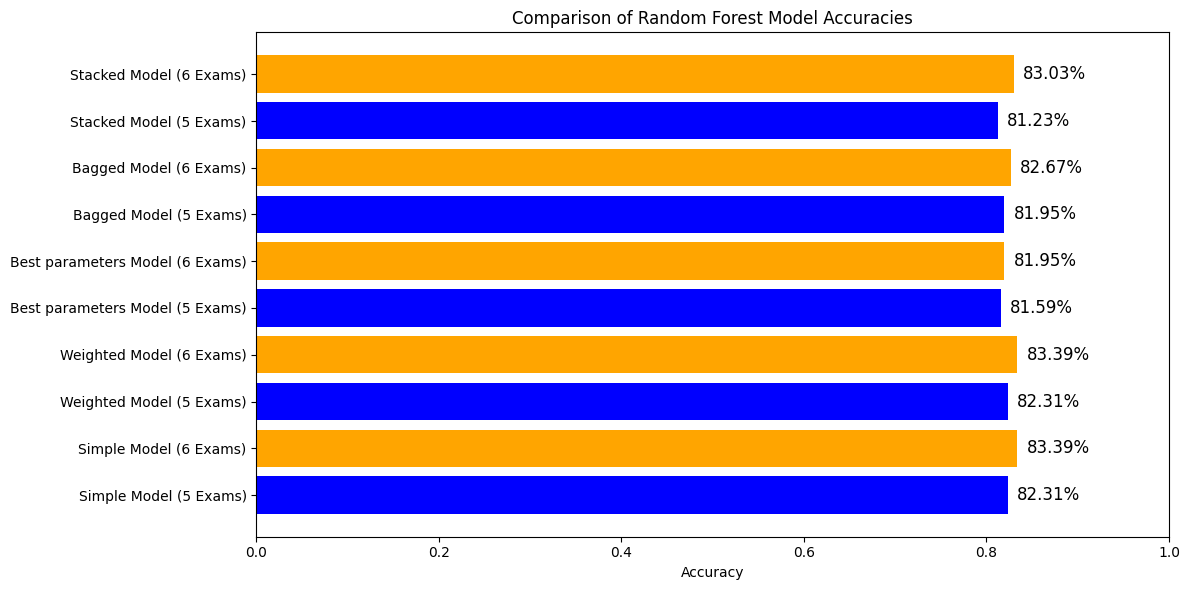 Comparison of Random Forest Model Accuracies
Stacked Model (6 Exams) 83.03%
Stacked Model (5 Exams) 81.23%
Bagged Model (6 Exams) 82.67%
Bagged Model (5 Exams) 81.95%
Best parameters Model (6 Exams) 81.95%
Best parameters Model (5 Exams) 81.59%
Weighted Model (6 Exams) 83.39%
Weighted Model (5 Exams) 82.31%
Simple Model (6 Exams) 83.39%
Simple Model (5 Exams) 82.31%
0.0 0.2 0.4 0.6 0.8 1.0
Accuracy